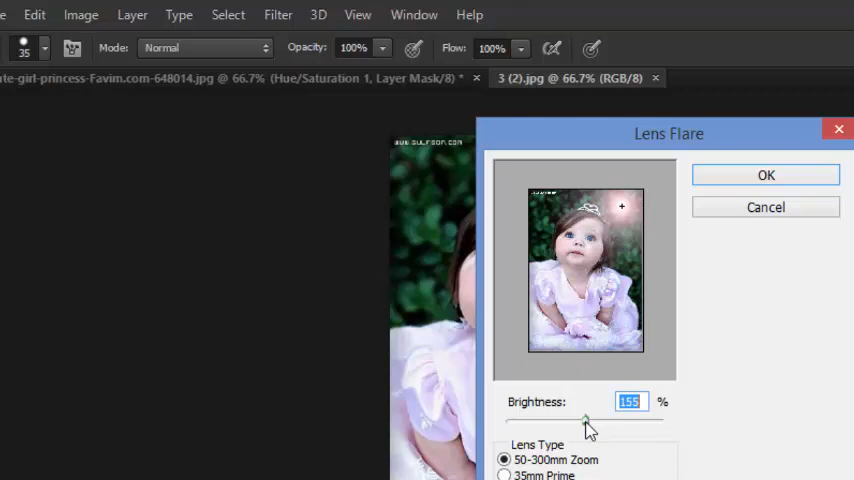 e Edit Image Layer Type Select Filter 3D View Window Help
35 Mode: Normal Opacity: 100% Flow: 100%
ute-girl-princess-Favim.com-648014.jpg @ 66.7% (Hue/Saturation 1, Layer Mask/8) * × 3 (2).jpg @ 66.7% (RGB/8) ×
Lens Flare
OK
Cancel
Brightness: 155 %
Lens Type
50-300mm Zoom
35mm Prime